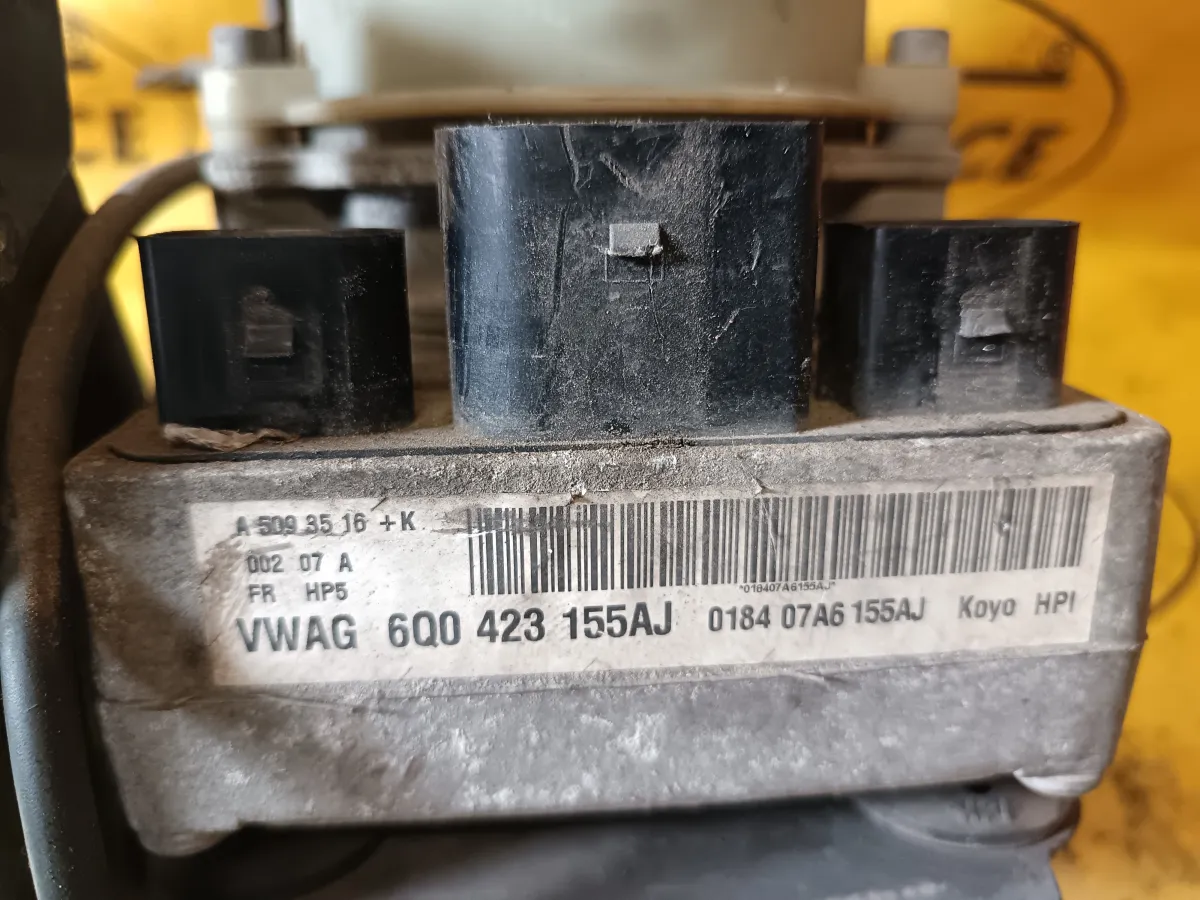 A 509 35 16 + K
002 07 A
FR HP5
*018407A6155AJ*
VWAG 6Q0 423 155AJ 0184 07A6 155AJ Koyo HPI